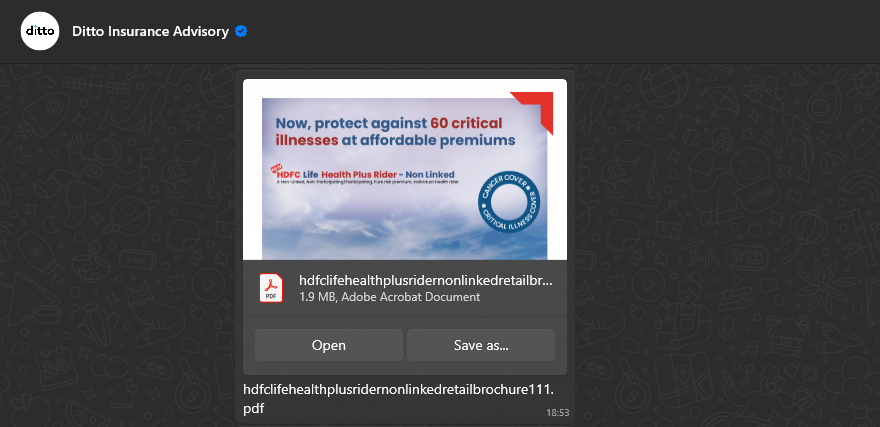 ditto Ditto Insurance Advisory
Now, protect against 60 critical
illnesses at affordable premiums
NEW
HDFC Life Health Plus Rider - Non Linked
A Non-Linked, Non-Participating/Participating, Pure risk premium, Individual Health rider
CANCER COVER • CRITICAL ILLNESS COVER •
hdfclifehealthplusridernonlinkedretailbr...
PDF
1.9 MB, Adobe Acrobat Document
Open Save as...
hdfclifehealthplusridernonlinkedretailbrochure111.
pdf
18:53